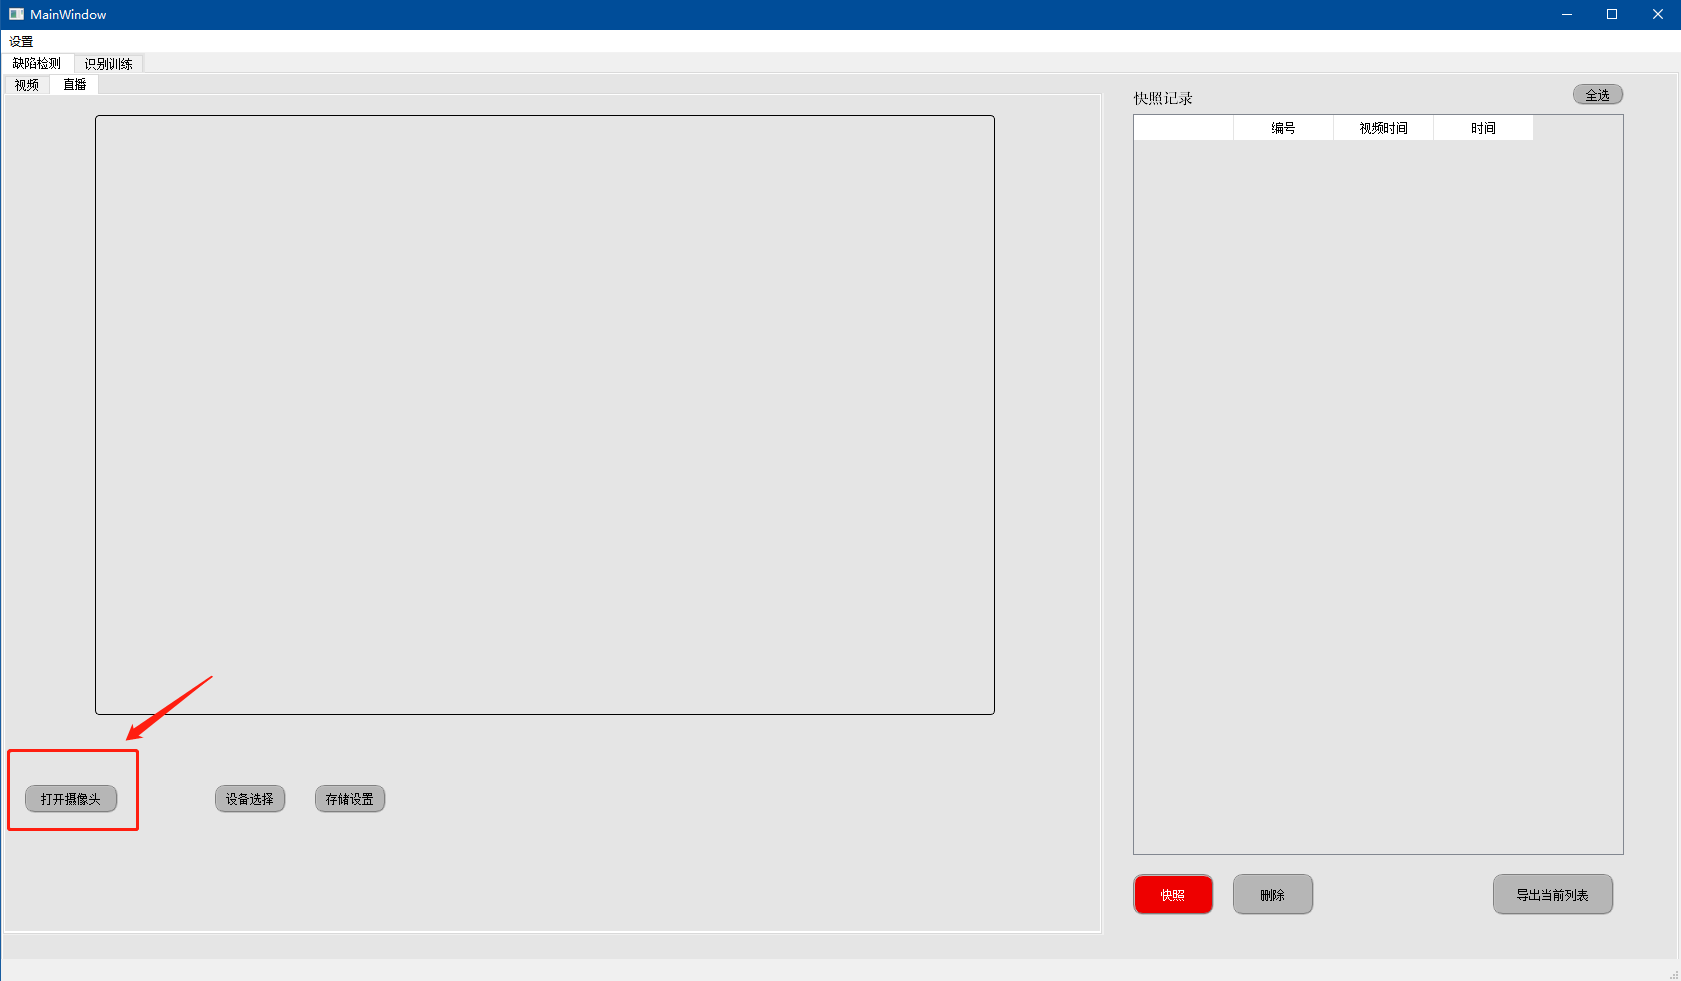 MainWindow
设置
缺陷检测 识别训练
视频 直播
快照记录 全选
编号 视频时间 时间
打开摄像头 设备选择 存储设置
快照 删除 导出当前列表